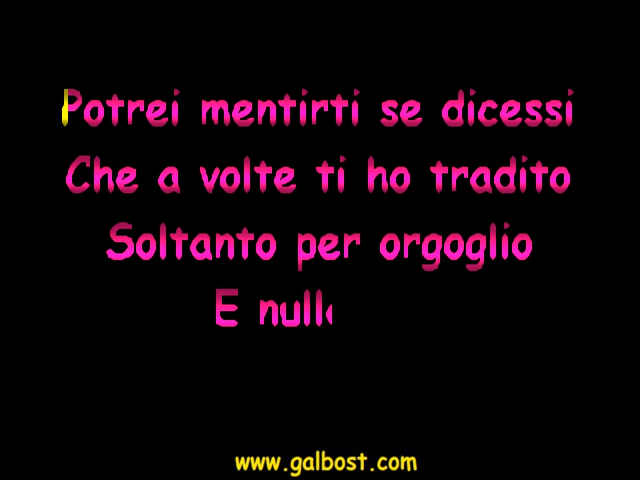 Potrei mentirti se dicessi
Che a volte ti ho tradito
Soltanto per orgoglio
E
www.galbost.com